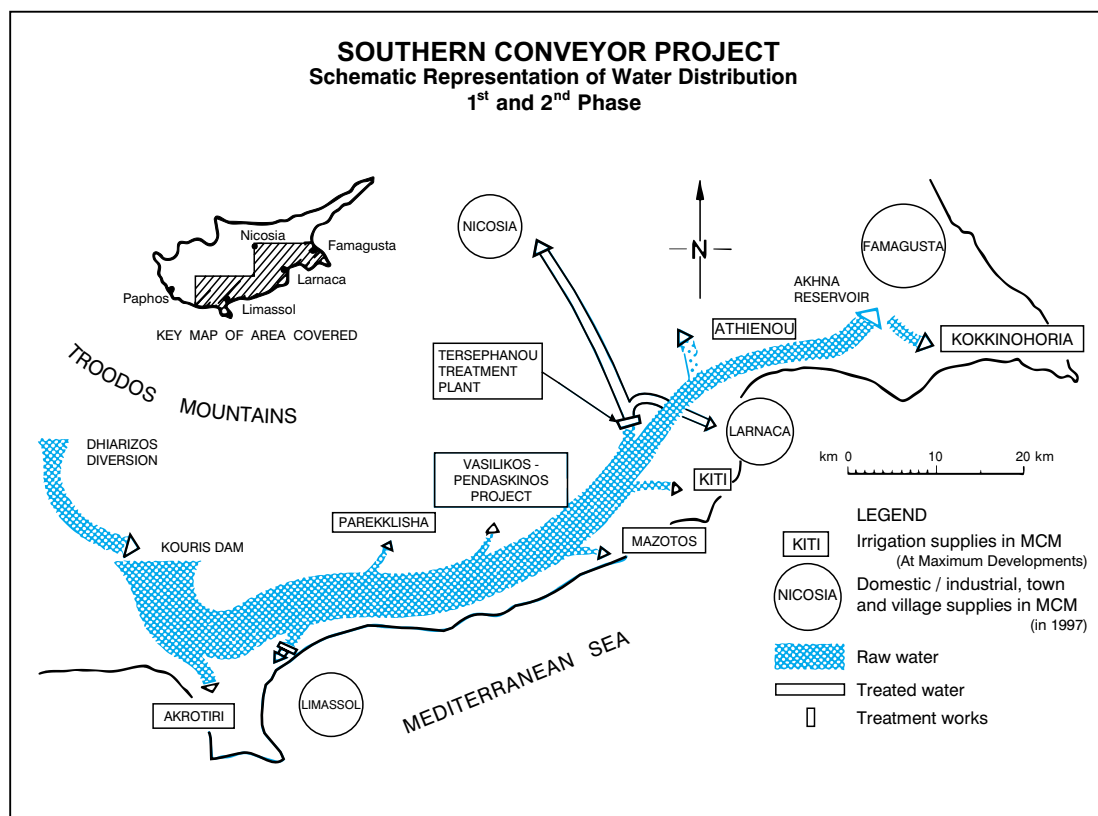 SOUTHERN CONVEYOR PROJECT
Schematic Representation of Water Distribution
1st and 2nd Phase
Nicosia
Famagusta
Larnaca
Paphos
Limassol
KEY MAP OF AREA COVERED
NICOSIA
N
FAMAGUSTA
AKHNA
RESERVOIR
ATHIENOU
KOKKINOHORIA
TROODOS MOUNTAINS
TERSEPHANOU
TREATMENT
PLANT
LARNACA
DHIARIZOS
DIVERSION
VASILIKOS -
PENDASKINOS
PROJECT
KITI
km 0 10 20 km
PAREKKLISHA
MAZOTOS
KOURIS DAM
AKROTIRI
LIMASSOL
MEDITERRANEAN SEA
LEGEND
KITI Irrigation supplies in MCM
(At Maximum Developments)
NICOSIA Domestic / industrial, town
and village supplies in MCM
(in 1997)
Raw water
Treated water
Treatment works